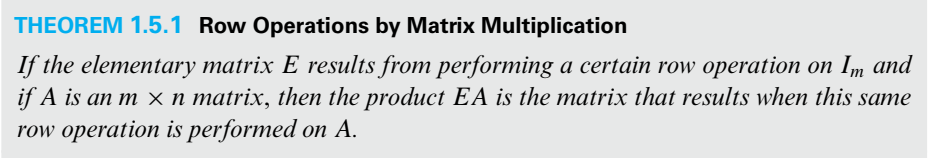 THEOREM 1.5.1 Row Operations by Matrix Multiplication
If the elementary matrix E results from performing a certain row operation on Iₘ and
if A is an m × n matrix, then the product EA is the matrix that results when this same
row operation is performed on A.